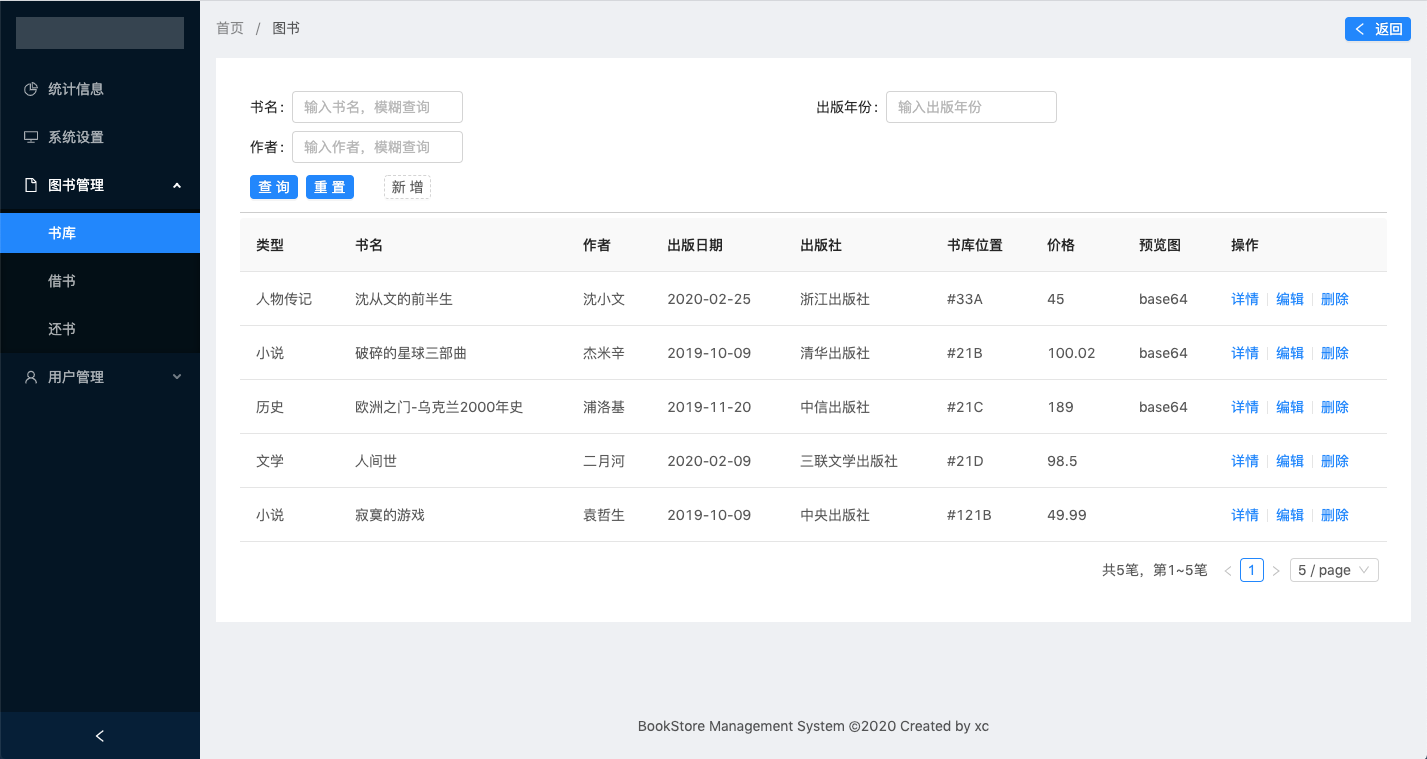 首页 / 图书
返回
统计信息
系统设置
图书管理
书库
借书
还书
用户管理
书名： 输入书名，模糊查询 出版年份： 输入出版年份
作者： 输入作者，模糊查询
查 询 重 置 新 增
类型 书名 作者 出版日期 出版社 书库位置 价格 预览图 操作
人物传记 沈从文的前半生 沈小文 2020-02-25 浙江出版社 #33A 45 base64 详情 编辑 删除
小说 破碎的星球三部曲 杰米辛 2019-10-09 清华出版社 #21B 100.02 base64 详情 编辑 删除
历史 欧洲之门-乌克兰2000年史 浦洛基 2019-11-20 中信出版社 #21C 189 base64 详情 编辑 删除
文学 人间世 二月河 2020-02-09 三联文学出版社 #21D 98.5 详情 编辑 删除
小说 寂寞的游戏 袁哲生 2019-10-09 中央出版社 #121B 49.99 详情 编辑 删除
共5笔，第1~5笔 1 5 / page
BookStore Management System ©2020 Created by xc